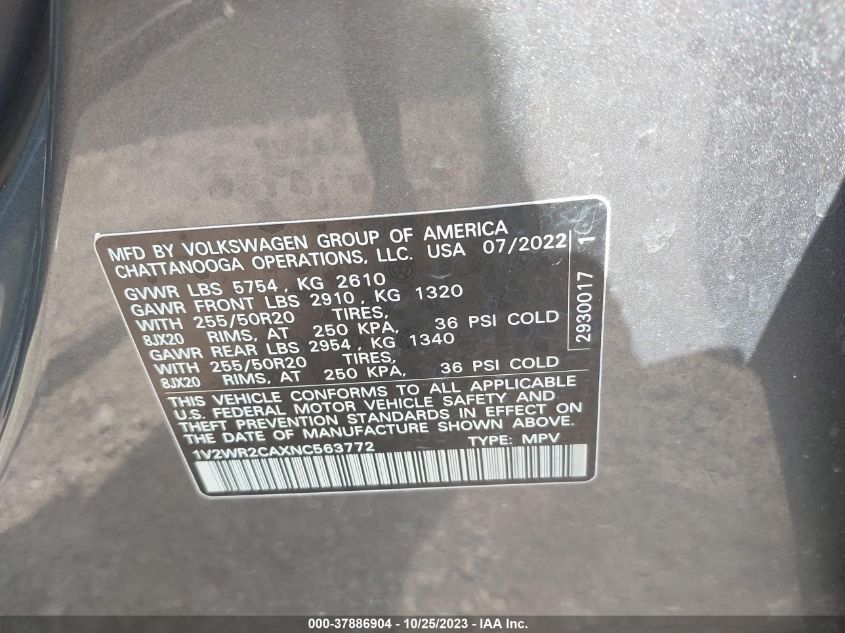 MFD BY VOLKSWAGEN GROUP OF AMERICA
CHATTANOOGA OPERATIONS, LLC. USA 07/2022
GVWR LBS 5754 , KG 2610
GAWR FRONT LBS 2910 , KG 1320
WITH 255/50R20 TIRES,
8JX20 RIMS, AT 250 KPA, 36 PSI COLD
GAWR REAR LBS 2954 , KG 1340
WITH 255/50R20 TIRES,
8JX20 RIMS, AT 250 KPA, 36 PSI COLD
THIS VEHICLE CONFORMS TO ALL APPLICABLE
U.S. FEDERAL MOTOR VEHICLE SAFETY AND
THEFT PREVENTION STANDARDS IN EFFECT ON
THE DATE OF MANUFACTURE SHOWN ABOVE.
1V2WR2CAXNC563772 TYPE: MPV
2930017 1
000-37886904 - 10/25/2023 - IAA Inc.